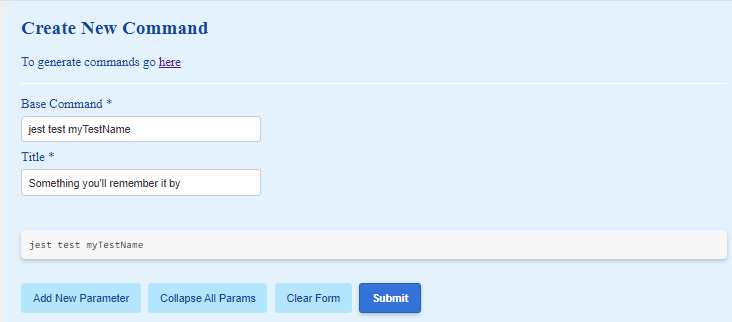 Create New Command
To generate commands go here
Base Command *
jest test myTestName
Title *
Something you'll remember it by
jest test myTestName
Add New Parameter Collapse All Params Clear Form Submit